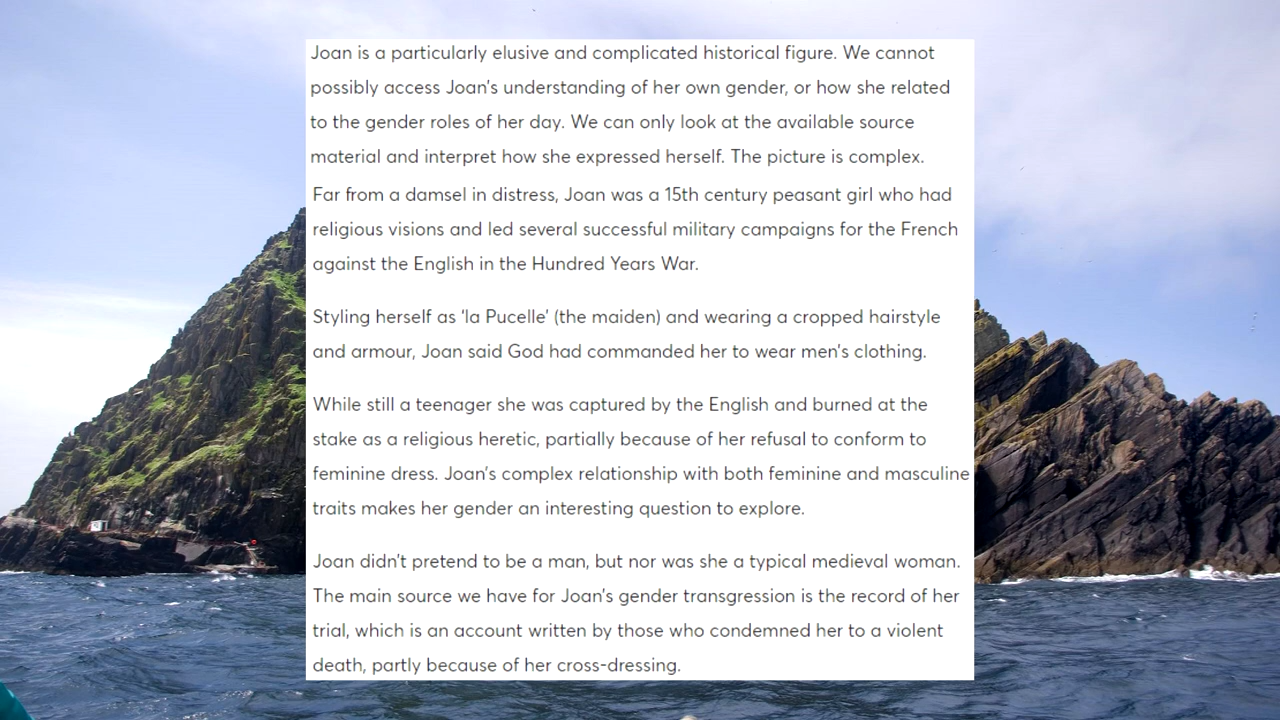 Joan is a particularly elusive and complicated historical figure. We cannot
possibly access Joan's understanding of her own gender, or how she related
to the gender roles of her day. We can only look at the available source
material and interpret how she expressed herself. The picture is complex.
Far from a damsel in distress, Joan was a 15th century peasant girl who had
religious visions and led several successful military campaigns for the French
against the English in the Hundred Years War.
Styling herself as 'la Pucelle' (the maiden) and wearing a cropped hairstyle
and armour, Joan said God had commanded her to wear men's clothing.
While still a teenager she was captured by the English and burned at the
stake as a religious heretic, partially because of her refusal to conform to
feminine dress. Joan's complex relationship with both feminine and masculine
traits makes her gender an interesting question to explore.
Joan didn't pretend to be a man, but nor was she a typical medieval woman.
The main source we have for Joan's gender transgression is the record of her
trial, which is an account written by those who condemned her to a violent
death, partly because of her cross-dressing.